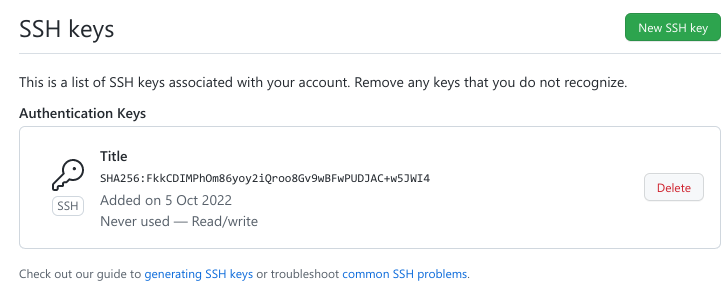 SSH keys
New SSH key
This is a list of SSH keys associated with your account. Remove any keys that you do not recognize.
Authentication Keys
Title
SHA256:FkkCDIMPhOm86yoy2iQroo8Gv9wBFwPUDJAC+w5JWI4
SSH
Added on 5 Oct 2022
Never used — Read/write
Delete
Check out our guide to generating SSH keys or troubleshoot common SSH problems.